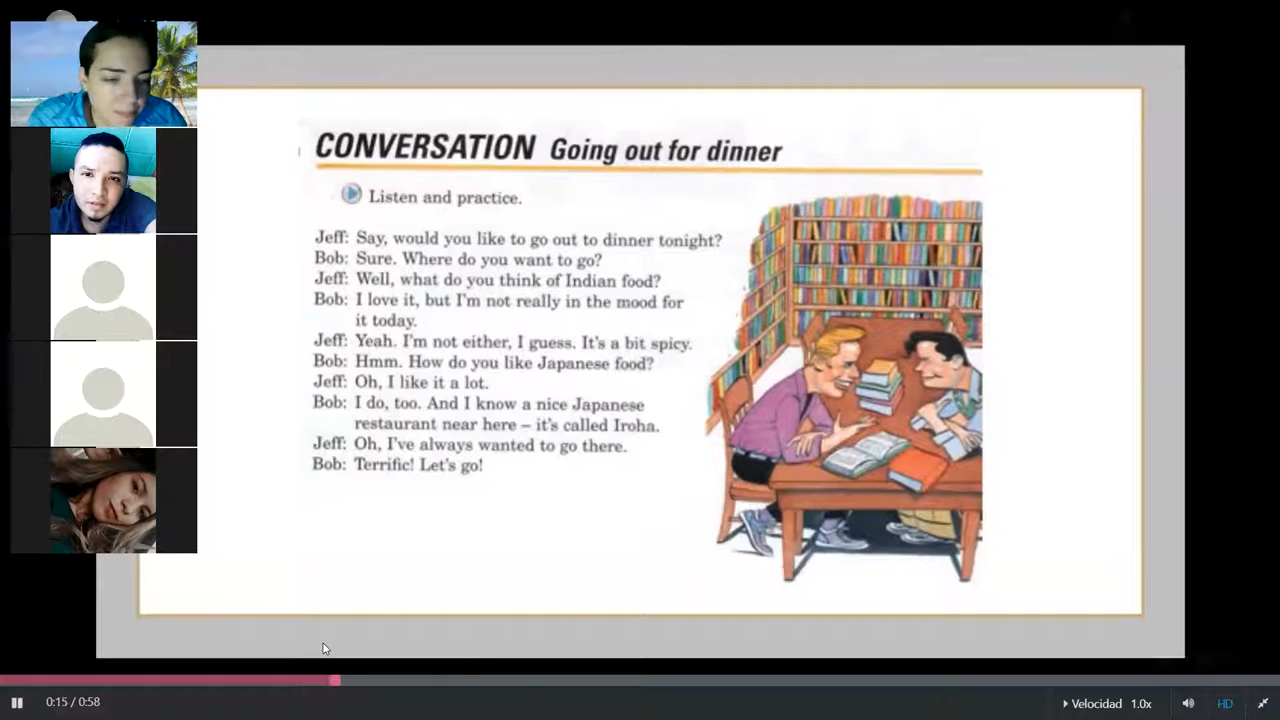 CONVERSATION Going out for dinner
Listen and practice.
Jeff: Say, would you like to go out to dinner tonight?
Bob: Sure. Where do you want to go?
Jeff: Well, what do you think of Indian food?
Bob: I love it, but I'm not really in the mood for
it today.
Jeff: Yeah. I'm not either, I guess. It's a bit spicy.
Bob: Hmm. How do you like Japanese food?
Jeff: Oh, I like it a lot.
Bob: I do, too. And I know a nice Japanese
restaurant near here – it's called Iroha.
Jeff: Oh, I've always wanted to go there.
Bob: Terrific! Let's go!
0:15 / 0:58
Velocidad 1.0x
HD